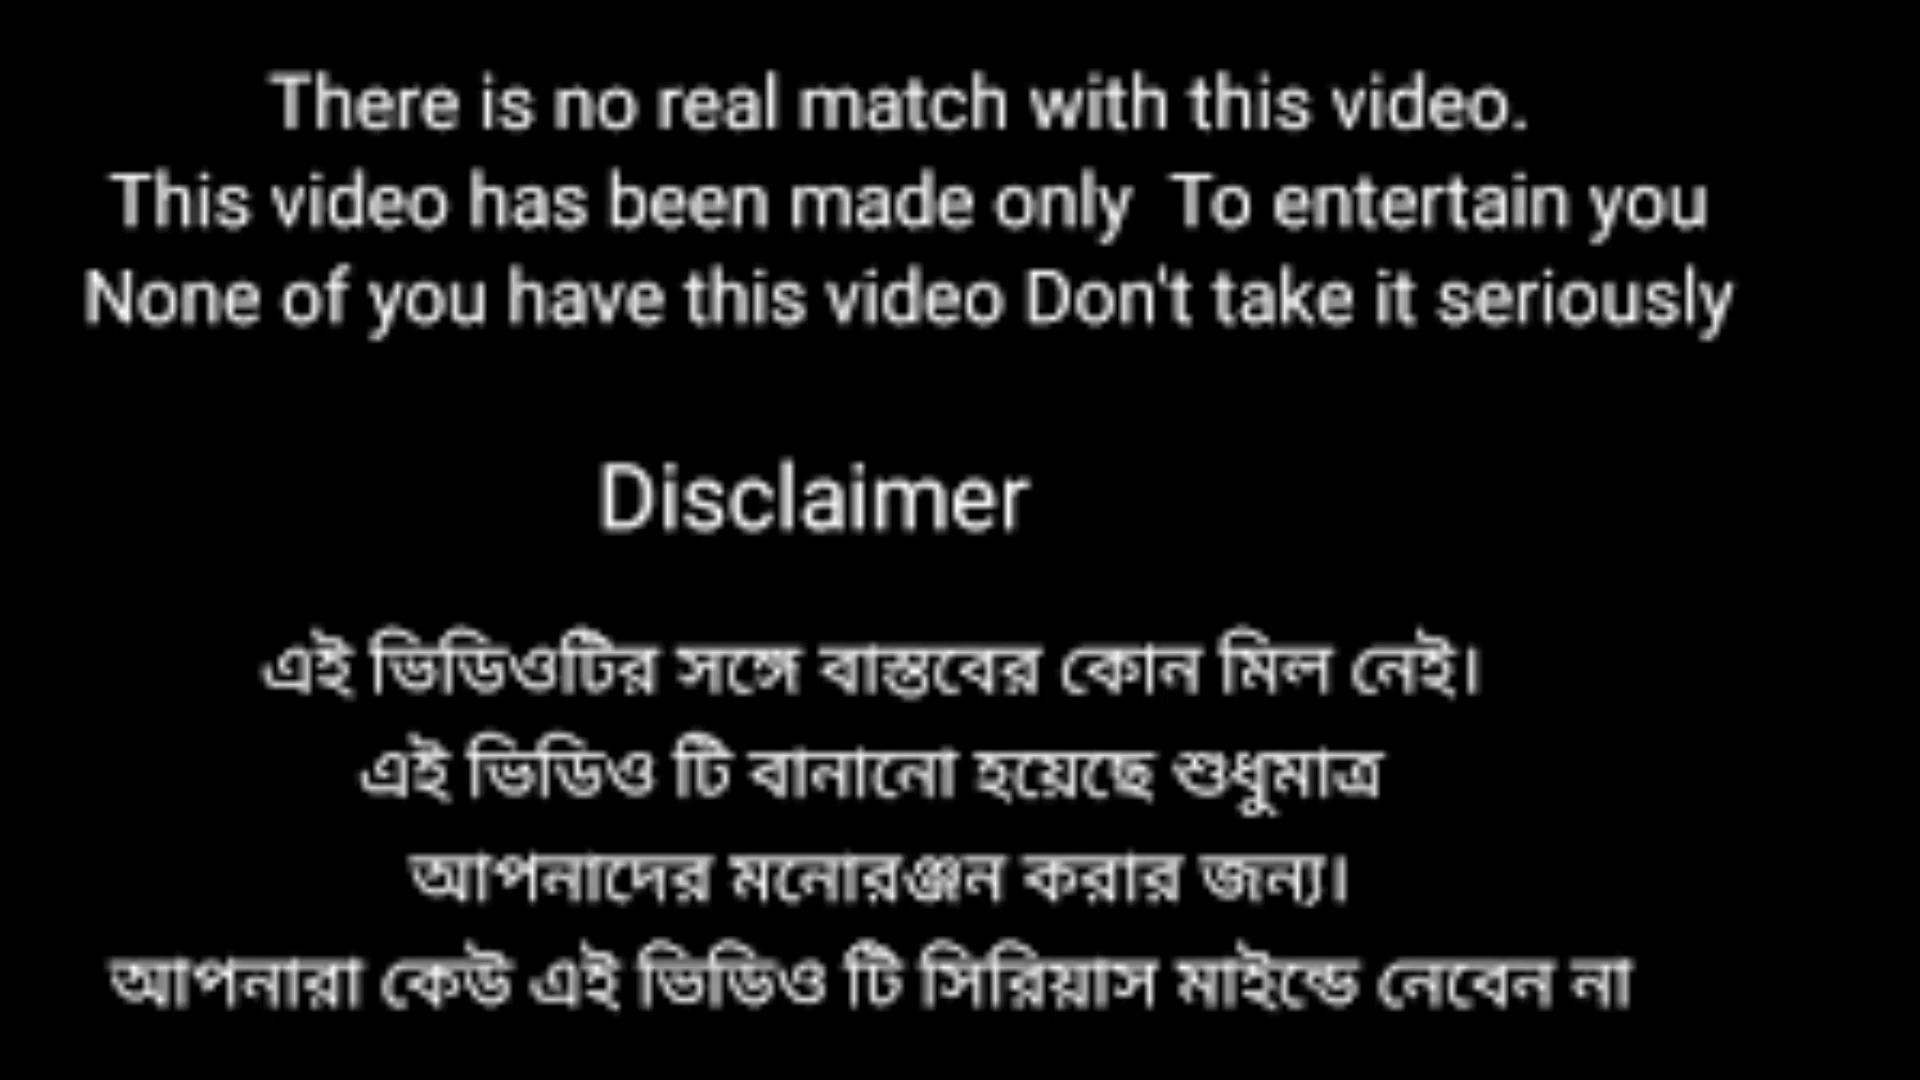 There is no real match with this video.
This video has been made only To entertain you
None of you have this video Don't take it seriously
Disclaimer
এই ভিডিওটির সঙ্গে বাস্তবের কোন মিল নেই।
এই ভিডিও টি বানানো হয়েছে শুধুমাত্র
আপনাদের মনোরঞ্জন করার জন্য।
আপনারা কেউ এই ভিডিও টি সিরিয়াস মাইন্ডে নেবেন না